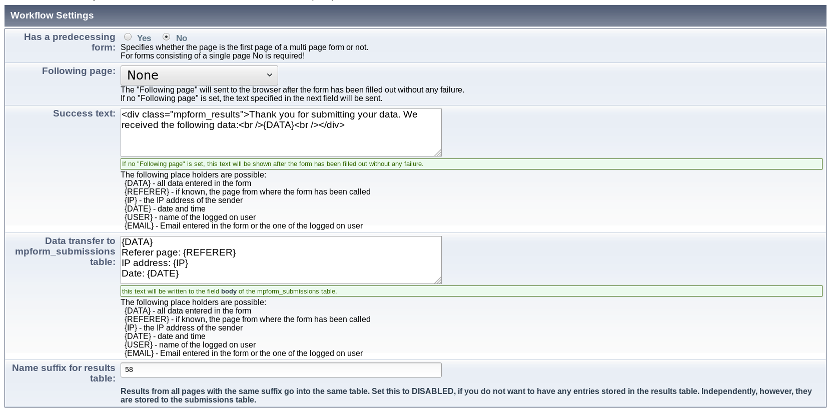 Workflow Settings
Has a predecessing form:
Yes No
Specifies whether the page is the first page of a multi page form or not.
For forms consisting of a single page No is required!
Following page:
None
The "Following page" will sent to the browser after the form has been filled out without any failure.
If no "Following page" is set, the text specified in the next field will be sent.
Success text:
<div class="mpform_results">Thank you for submitting your data. We
received the following data:<br />{DATA}<br /></div>
If no "Following page" is set, this text will be shown after the form has been filled out without any failure.
The following place holders are possible:
{DATA} - all data entered in the form
{REFERER} - if known, the page from where the form has been called
{IP} - the IP address of the sender
{DATE} - date and time
{USER} - name of the logged on user
{EMAIL} - Email entered in the form or the one of the logged on user
Data transfer to
mpform_submissions
table:
{DATA}
Referer page: {REFERER}
IP address: {IP}
Date: {DATE}
this text will be written to the field body of the mpform_submissions table.
The following place holders are possible:
{DATA} - all data entered in the form
{REFERER} - if known, the page from where the form has been called
{IP} - the IP address of the sender
{DATE} - date and time
{USER} - name of the logged on user
{EMAIL} - Email entered in the form or the one of the logged on user
Name suffix for results
table:
58
Results from all pages with the same suffix go into the same table. Set this to DISABLED, if you do not want to have any entries stored in the results table. Independently, however, they
are stored to the submissions table.